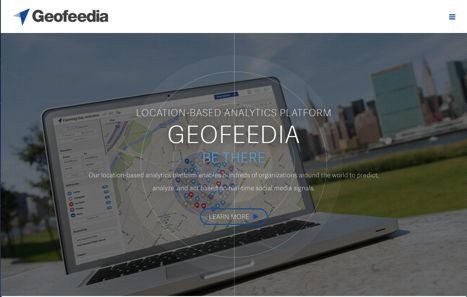 Geofeedia
LOCATION-BASED ANALYTICS PLATFORM
GEOFEEDIA
BE THERE
Our location-based analytics platform enables hundreds of organizations around the world to predict,
analyze and act based on real-time social media signals.
LEARN MORE